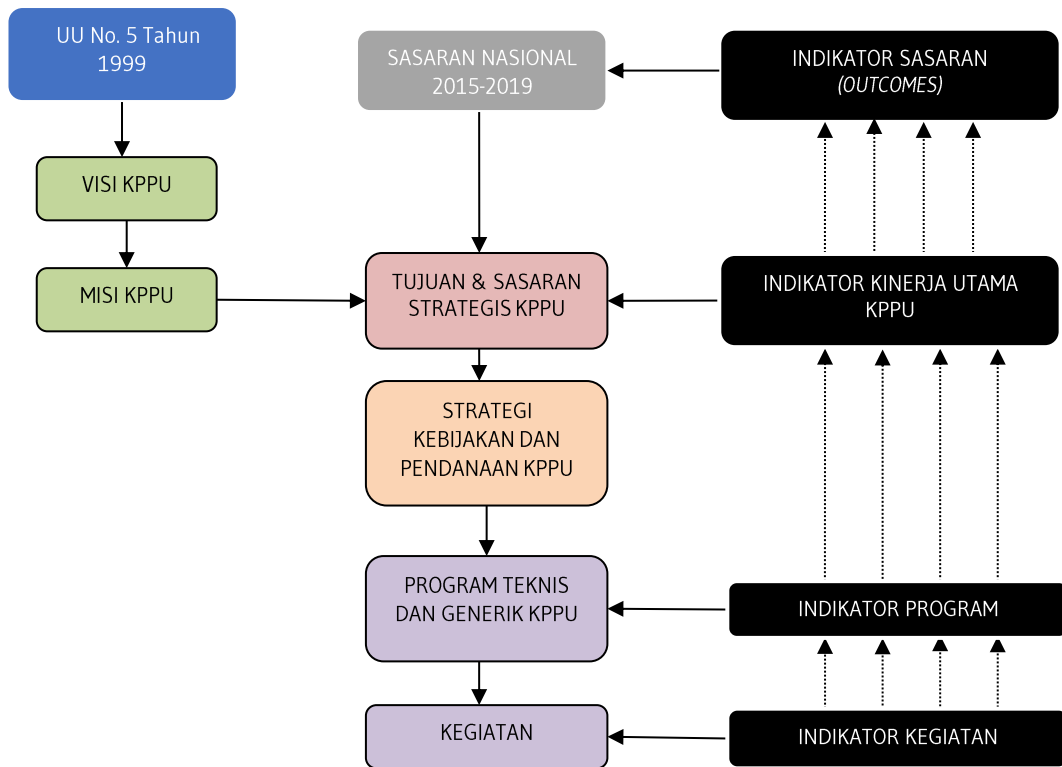 UU No. 5 Tahun
1999
SASARAN NASIONAL
2015-2019
INDIKATOR SASARAN
(OUTCOMES)
VISI KPPU
MISI KPPU
TUJUAN & SASARAN
STRATEGIS KPPU
INDIKATOR KINERJA UTAMA
KPPU
STRATEGI
KEBIJAKAN DAN
PENDANAAN KPPU
PROGRAM TEKNIS
DAN GENERIK KPPU
INDIKATOR PROGRAM
KEGIATAN
INDIKATOR KEGIATAN